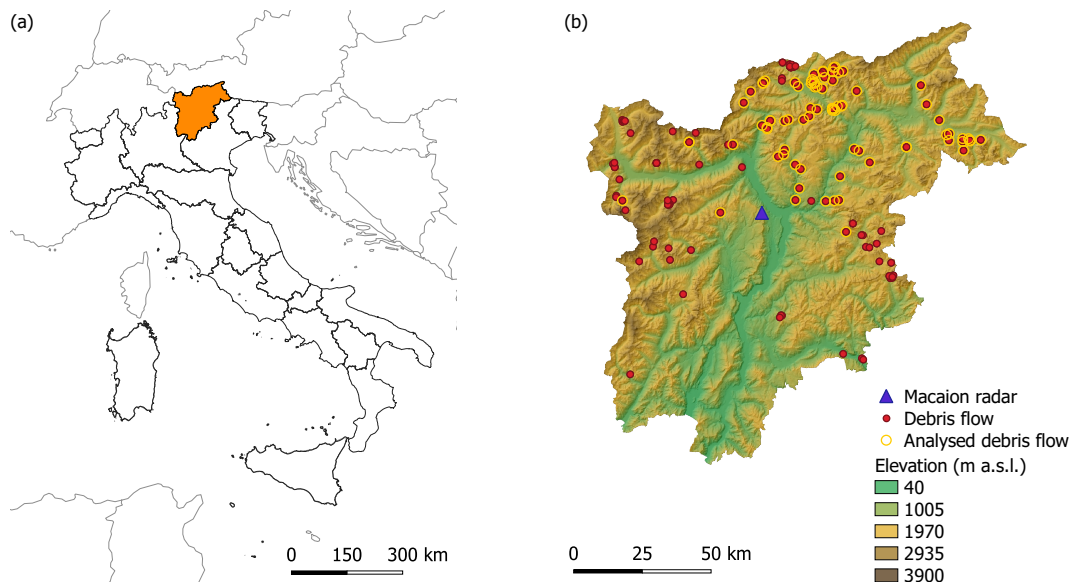 (a)
0 150 300 km
(b)
Macaion radar
Debris flow
Analysed debris flow
Elevation (m a.s.l.)
40
1005
1970
2935
3900
0 25 50 km